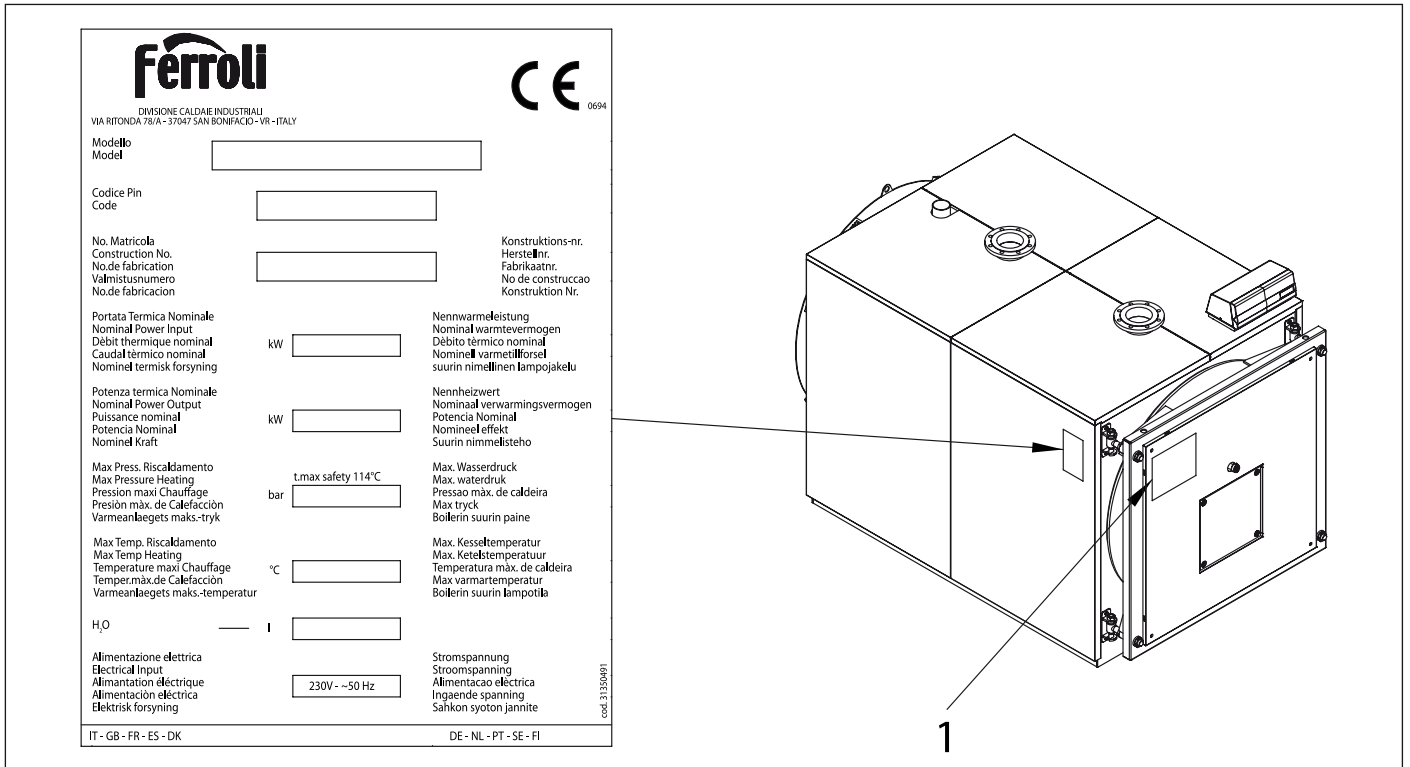 Ferroli
CE
0694
DIVISIONE CALDAIE INDUSTRIALI
VIA RITONDA 78/A - 37047 SAN BONIFACIO - VR - ITALY
Modello
Model
Codice Pin
Code
No. Matricola
Construction No.
No.de fabrication
Valmistusnumero
No.de fabricacion
Konstruktions-nr.
Herstellnr.
Fabrikaatnr.
No de construccao
Konstruktion Nr.
Portata Termica Nominale
Nominal Power Input
Dèbit thermique nominal
Caudal tèrmico nominal
Nominel termisk forsyning
kW
Nennwarmeleistung
Nominal warmtevermogen
Dèbito tèrmico nominal
Nominell varmetillforsel
suurin nimellinen lampojakelu
Potenza termica Nominale
Nominal Power Output
Puissance nominal
Potencia Nominal
Nominel Kraft
kW
Nennheizwert
Nominaal verwarmingsvermogen
Potencia Nominal
Nomineel effekt
Suurin nimmelisteho
Max Press. Riscaldamento
Max Pressure Heating
Pression maxi Chauffage
Presiòn màx. de Calefacciòn
Varmeanlaegets maks.-tryk
t.max safety 114°C
bar
Max. Wasserdruck
Max. waterdruk
Pressao màx. de caldeira
Max tryck
Boilerin suurin paine
Max Temp. Riscaldamento
Max Temp Heating
Temperature maxi Chauffage
Temper.màx.de Calefacciòn
Varmeanlaegets maks.-temperatur
°C
Max. Kesseltemperatur
Max. Ketelstemperatuur
Temperatura màx. de caldeira
Max varmartemperatur
Boilerin suurin lampotila
H₂O
l
Alimentazione elettrica
Electrical Input
Alimantation éléctrique
Alimentaciòn eléctrica
Elektrisk forsyning
230V - ~50 Hz
Stromspannung
Stroomspanning
Alimentacao elèctrica
Ingaende spanning
Sahkon syoton jannite
cod. 31350491
IT - GB - FR - ES - DK
DE - NL - PT - SE - FI
1